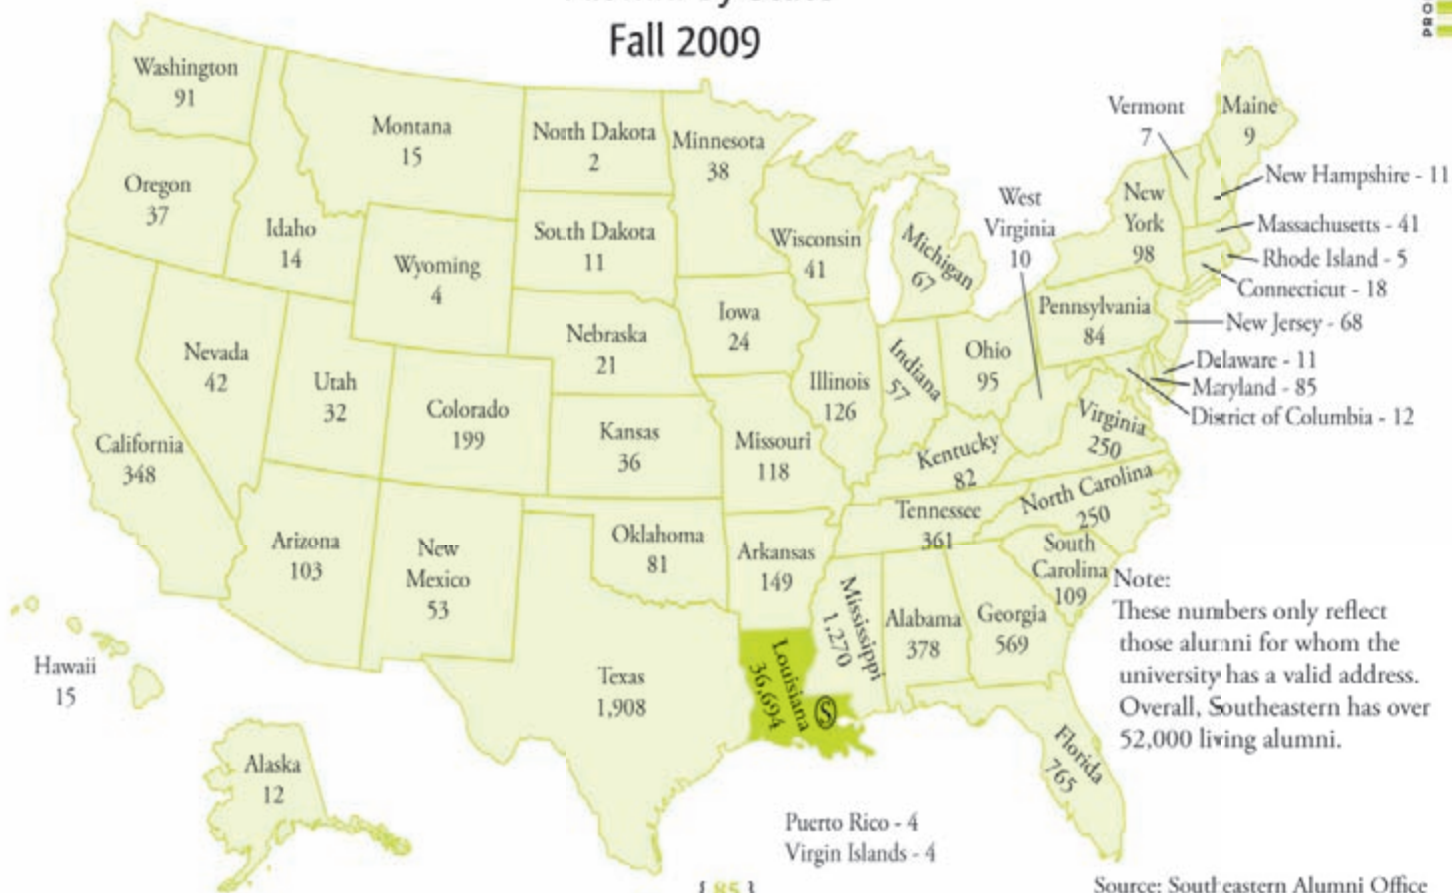 Fall 2009
PRO
Washington
91
Montana
15
North Dakota
2
Minnesota
38
Vermont
7
Maine
9
Oregon
37
Idaho
14
Wyoming
4
South Dakota
11
Wisconsin
41
Michigan
67
West
Virginia
10
New
York
98
New Hampshire - 11
Massachusetts - 41
Rhode Island - 5
Connecticut - 18
New Jersey - 68
Delaware - 11
Maryland - 85
District of Columbia - 12
Nevada
42
Utah
32
Colorado
199
Nebraska
21
Iowa
24
Illinois
126
Indiana
57
Ohio
95
Pennsylvania
84
California
348
Kansas
36
Missouri
118
Kentucky
82
Virginia
250
Arizona
103
New
Mexico
53
Oklahoma
81
Arkansas
149
Tennessee
361
North Carolina
250
South
Carolina
109
Hawaii
15
Texas
1,908
Louisiana
36,694
S
Mississippi
1,270
Alabama
378
Georgia
569
Florida
765
Alaska
12
Note:
These numbers only reflect
those alumni for whom the
university has a valid address.
Overall, Southeastern has over
52,000 living alumni.
Puerto Rico - 4
Virgin Islands - 4
{ 85 }
Source: Southeastern Alumni Office